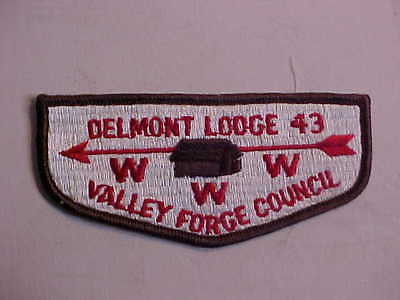 DELMONT LODGE 43
W W W
VALLEY FORGE COUNCIL